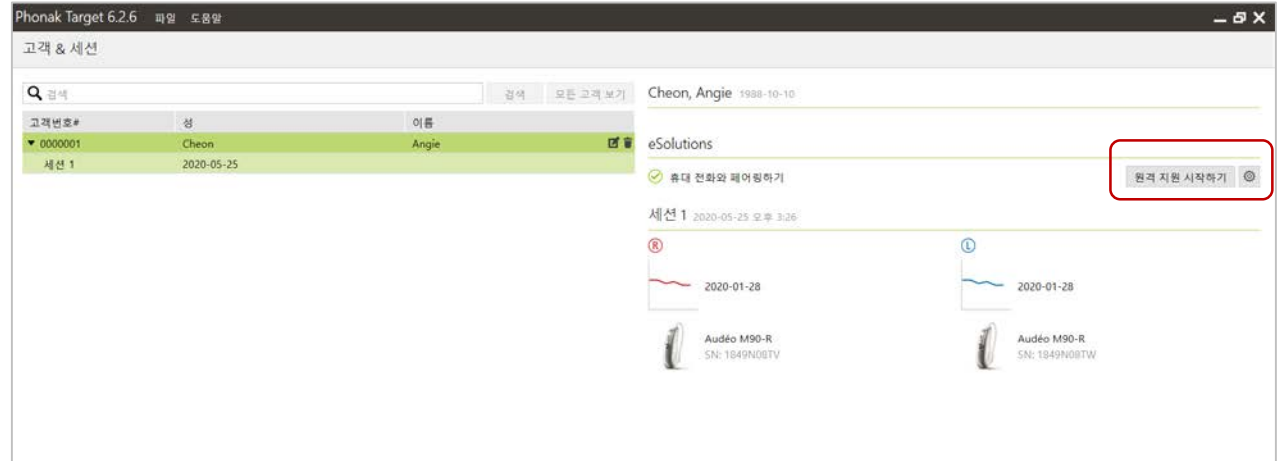 Phonak Target 6.2.6 파일 도움말
고객 & 세션
검색 검색 모든 고객 보기
고객번호# 성 이름
0000001 Cheon Angie
세션 1 2020-05-25
Cheon, Angie 1988-10-10
eSolutions
휴대 전화와 페어링하기 원격 지원 시작하기
세션 1 2020-05-25 오후 3:26
R L
2020-01-28 2020-01-28
Audéo M90-R Audéo M90-R
SN: 1849N08TV SN: 1849N08TW